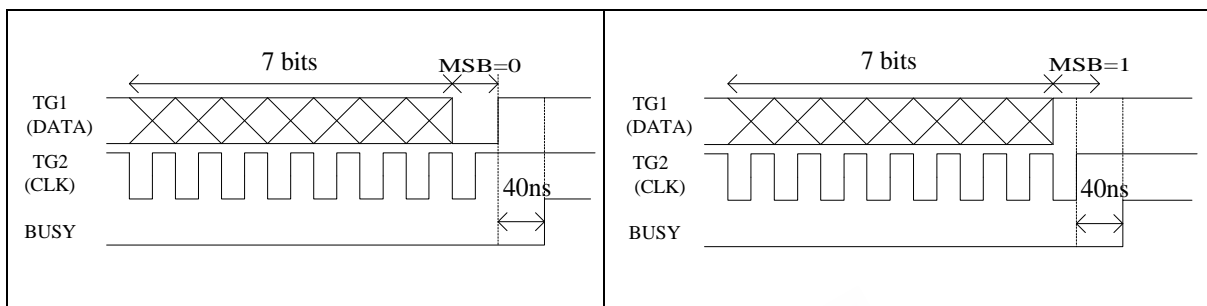 7 bits
MSB=0
TG1
(DATA)
TG2
(CLK)
40ns
BUSY
7 bits
MSB=1
TG1
(DATA)
TG2
(CLK)
40ns
BUSY